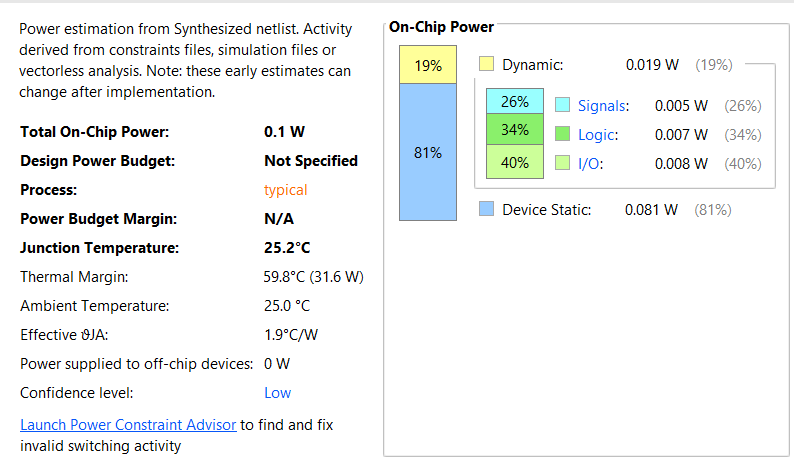 Power estimation from Synthesized netlist. Activity
derived from constraints files, simulation files or
vectorless analysis. Note: these early estimates can
change after implementation.
Total On-Chip Power: 0.1 W
Design Power Budget: Not Specified
Process: typical
Power Budget Margin: N/A
Junction Temperature: 25.2°C
Thermal Margin: 59.8°C (31.6 W)
Ambient Temperature: 25.0 °C
Effective ϑJA: 1.9°C/W
Power supplied to off-chip devices: 0 W
Confidence level: Low
Launch Power Constraint Advisor to find and fix
invalid switching activity
On-Chip Power
19%
81%
Dynamic: 0.019 W (19%)
26% Signals: 0.005 W (26%)
34% Logic: 0.007 W (34%)
40% I/O: 0.008 W (40%)
Device Static: 0.081 W (81%)